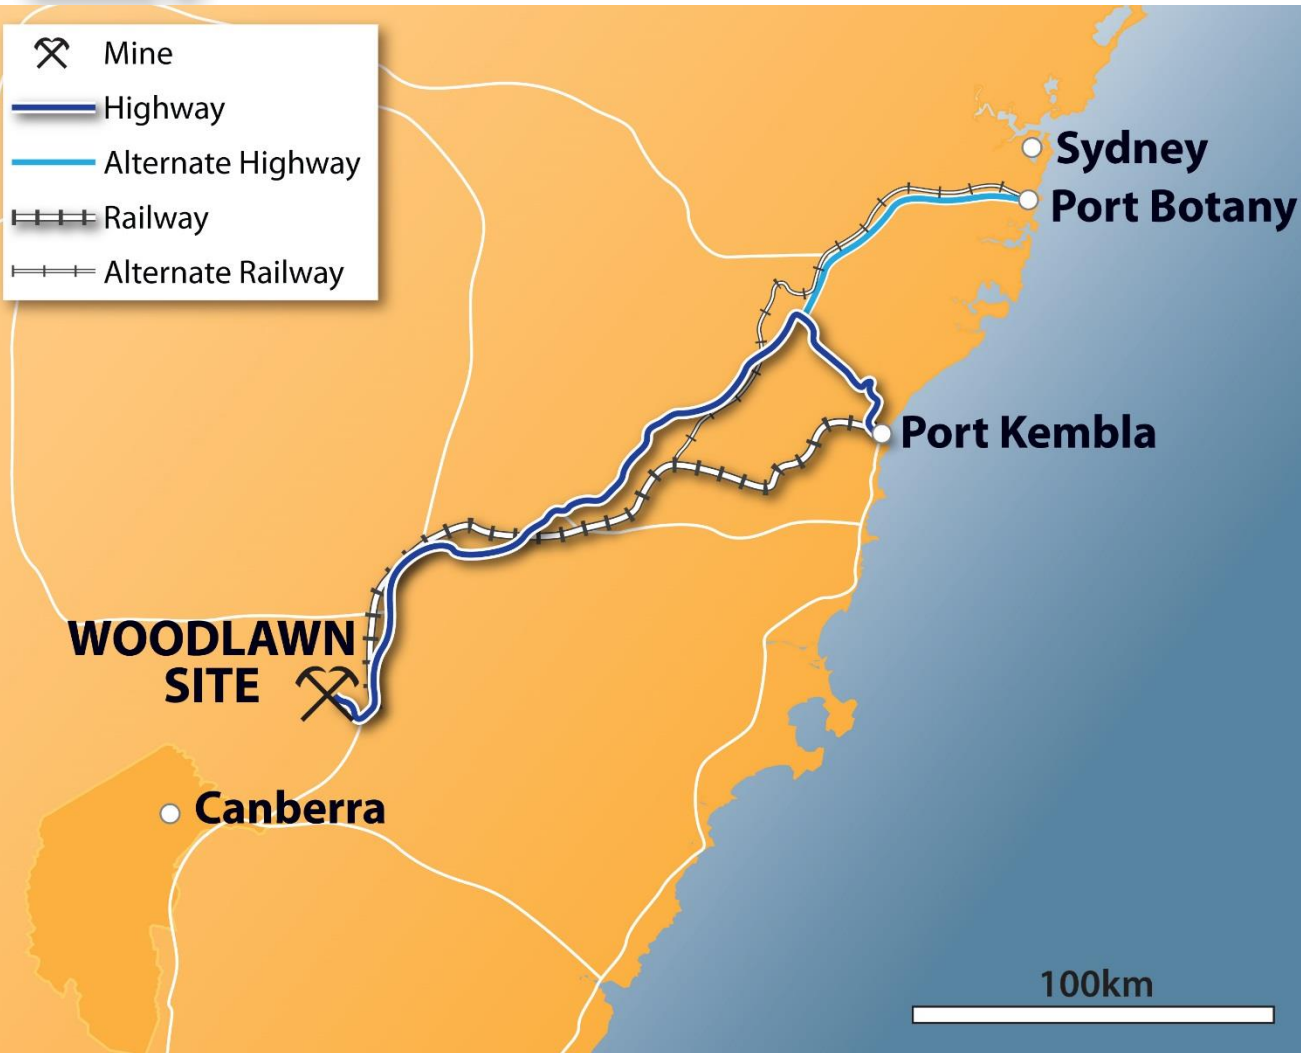 Mine
Highway
Alternate Highway
Railway
Alternate Railway
Sydney
Port Botany
Port Kembla
WOODLAWN
SITE
Canberra
100km